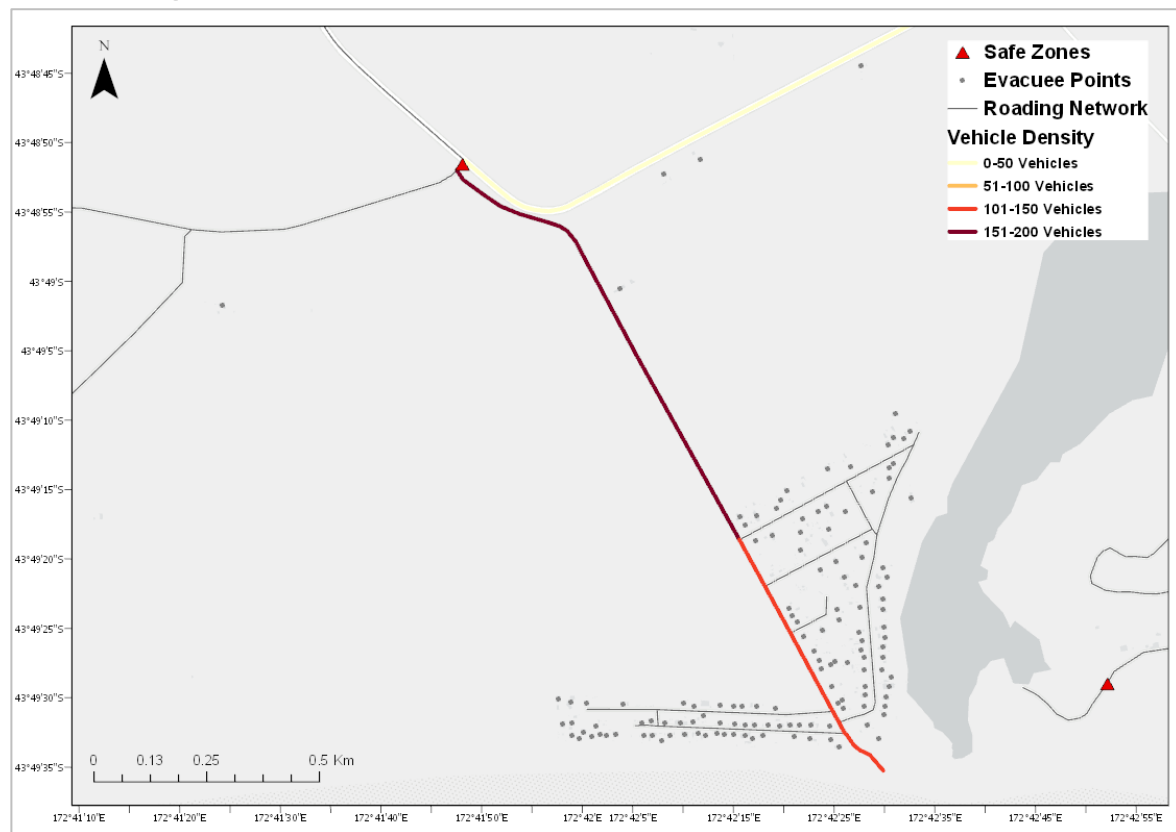 N
Safe Zones
Evacuee Points
Roading Network
Vehicle Density
0-50 Vehicles
51-100 Vehicles
101-150 Vehicles
151-200 Vehicles
43°48'45"S
43°48'50"S
43°48'55"S
43°49'S
43°49'5"S
43°49'10"S
43°49'15"S
43°49'20"S
43°49'25"S
43°49'30"S
43°49'35"S
0 0.13 0.25 0.5 Km
172°41'10"E 172°41'20"E 172°41'30"E 172°41'40"E 172°41'50"E 172°42'E 172°42'5"E 172°42'15"E 172°42'25"E 172°42'35"E 172°42'45"E 172°42'55"E